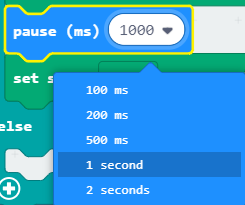 pause (ms) 1000
set s
100 ms
200 ms
500 ms
else
1 second
2 seconds